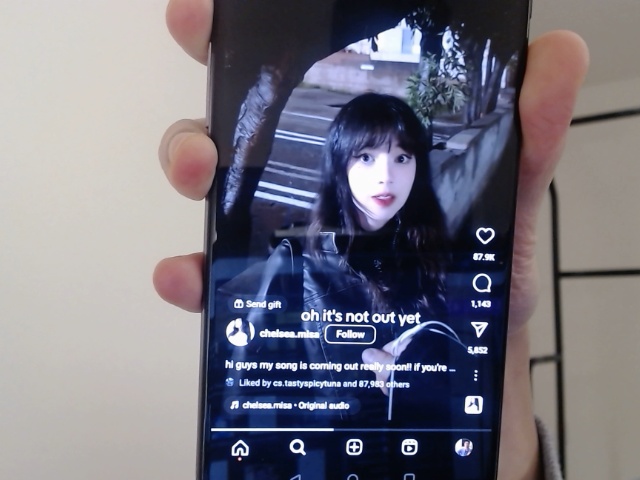 87.9K
1,143
Send gift
oh it's not out yet
chelsea.misa Follow
5,852
hi guys my song is coming out really soon!! if you're ...
Liked by cs.tastyspicytuna and 87,983 others
chelsea.misa • Original audio